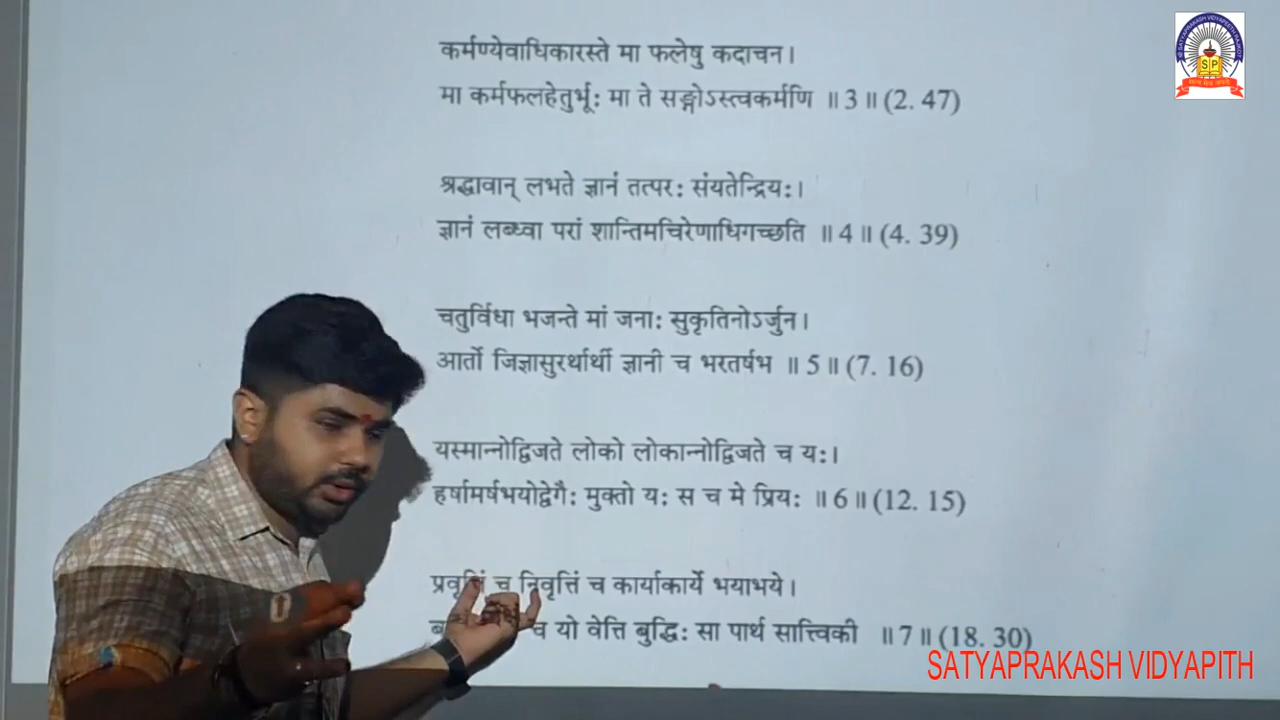 कर्मण्येवाधिकारस्ते मा फलेषु कदाचन।
मा कर्मफलहेतुर्भूः मा ते सङ्गोऽस्त्वकर्मणि ॥3॥ (2. 47)
श्रद्धावान् लभते ज्ञानं तत्परः संयतेन्द्रियः।
ज्ञानं लब्ध्वा परां शान्तिमचिरेणाधिगच्छति ॥4॥ (4. 39)
चतुर्विधा भजन्ते मां जनाः सुकृतिनोऽर्जुन।
आर्तो जिज्ञासुरर्थार्थी ज्ञानी च भरतर्षभ ॥5॥ (7. 16)
यस्मान्नोद्विजते लोको लोकान्नोद्विजते च यः।
हर्षामर्षभयोद्वेगैः मुक्तो यः स च मे प्रियः ॥6॥ (12. 15)
प्रवृत्तिं च निवृत्तिं च कार्याकार्ये भयाभये।
च यो वेत्ति बुद्धिः सा पार्थ सात्त्विकी ॥7॥ (18. 30)
SATYAPRAKASH VIDYAPITH
SP